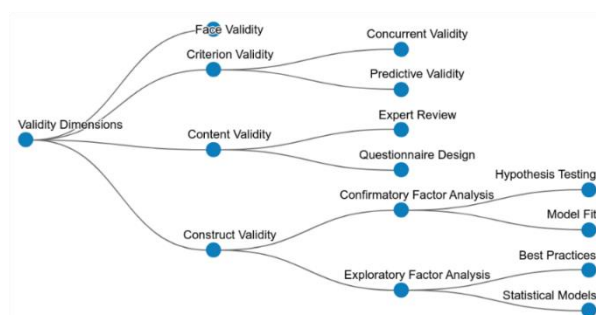 Face Validity
Concurrent Validity
Criterion Validity
Predictive Validity
Validity Dimensions
Expert Review
Content Validity
Questionnaire Design
Hypothesis Testing
Confirmatory Factor Analysis
Model Fit
Construct Validity
Best Practices
Exploratory Factor Analysis
Statistical Models